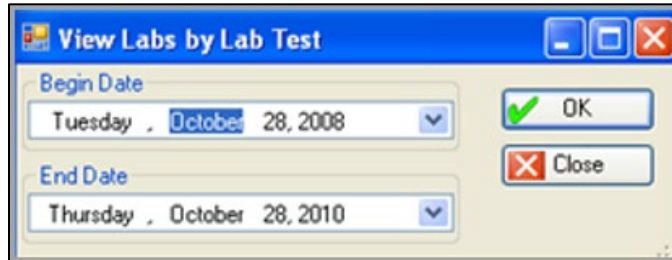 View Labs by Lab Test
Begin Date
Tuesday , October 28, 2008
OK
Close
End Date
Thursday , October 28, 2010